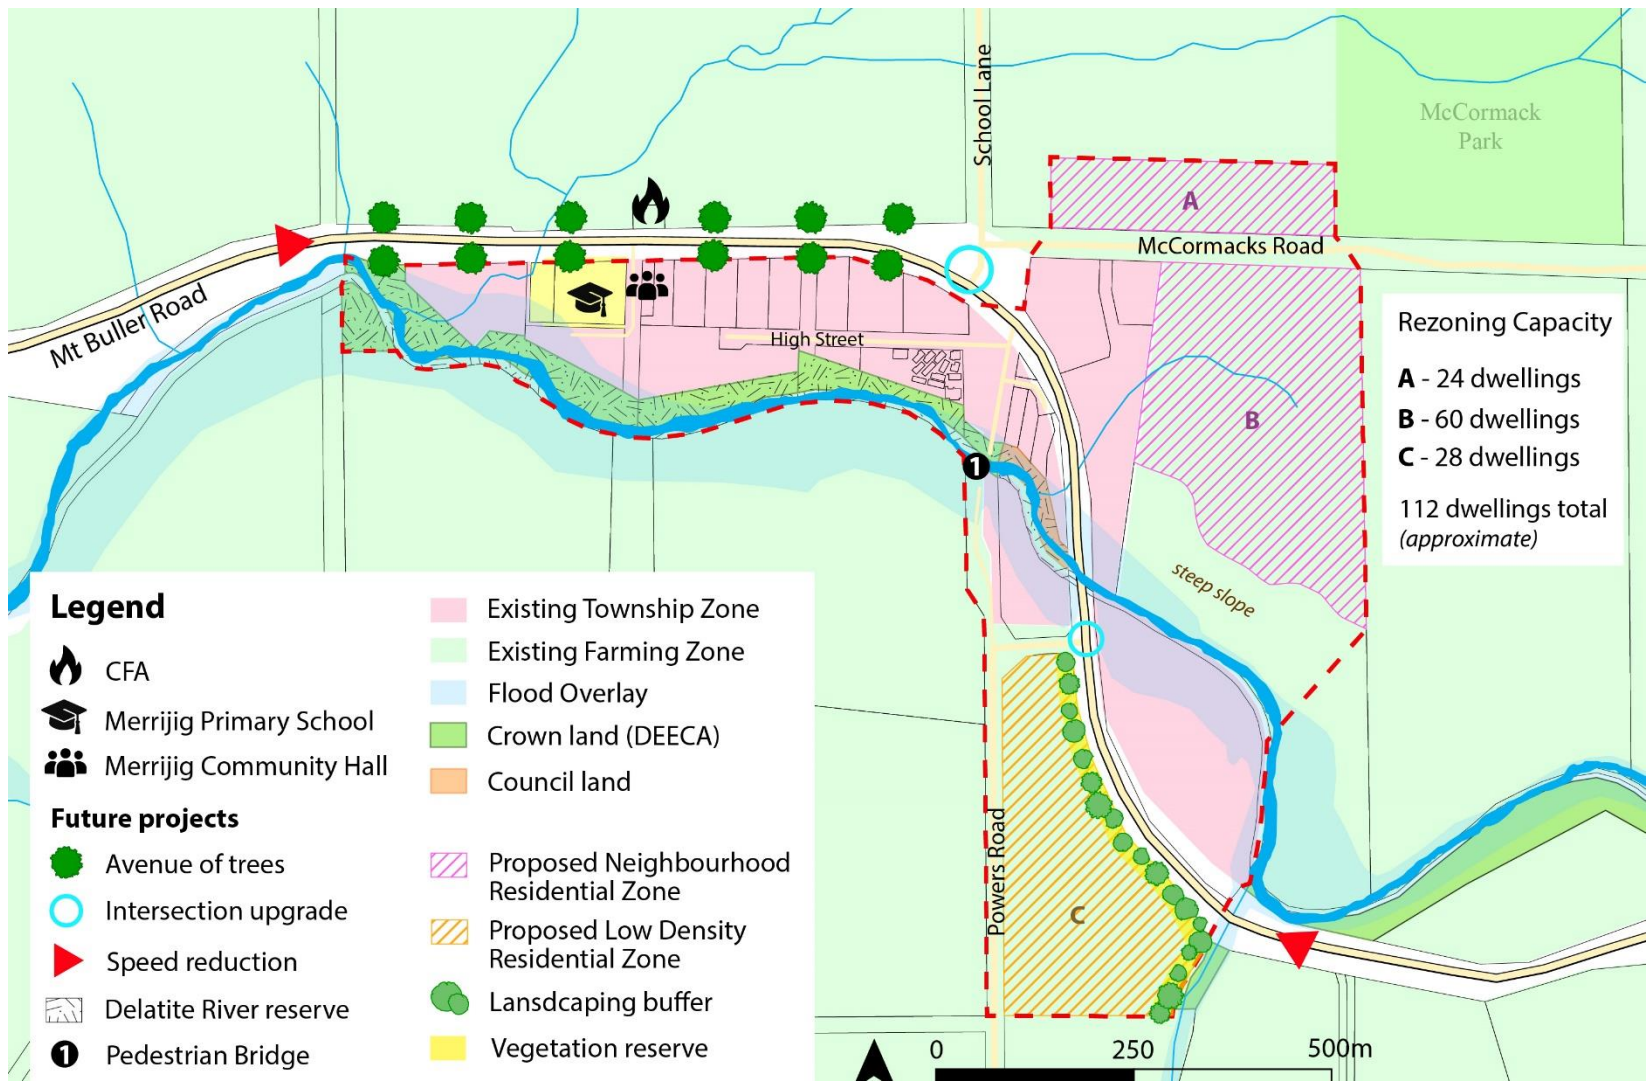 School Lane
McCormack
Park
A
McCormacks Road
Mt Buller Road
High Street
B
1
steep slope
Powers Road
C
Rezoning Capacity
A - 24 dwellings
B - 60 dwellings
C - 28 dwellings
112 dwellings total
(approximate)
Legend
CFA
Merrijig Primary School
Merrijig Community Hall
Future projects
Avenue of trees
Intersection upgrade
Speed reduction
Delatite River reserve
1 Pedestrian Bridge
Existing Township Zone
Existing Farming Zone
Flood Overlay
Crown land (DEECA)
Council land
Proposed Neighbourhood
Residential Zone
Proposed Low Density
Residential Zone
Lansdcaping buffer
Vegetation reserve
0 250 500m